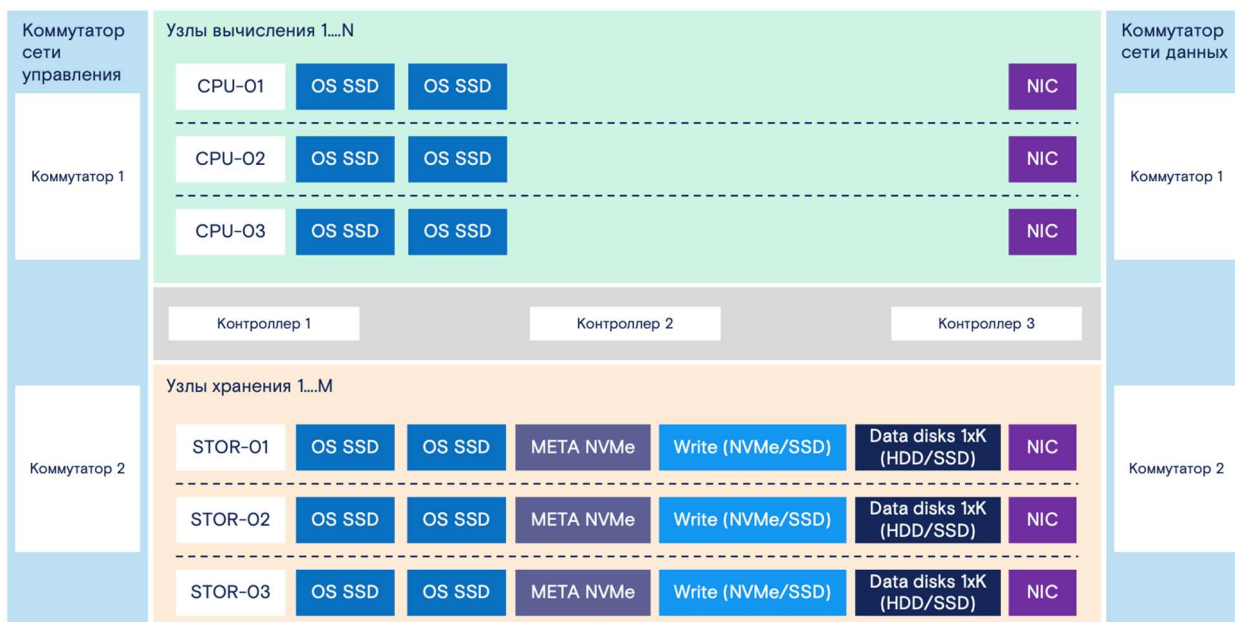 Коммутатор
сети
управления
Коммутатор 1
Коммутатор 2
Узлы вычисления 1....N
CPU-01 OS SSD OS SSD NIC
CPU-02 OS SSD OS SSD NIC
CPU-03 OS SSD OS SSD NIC
Контроллер 1 Контроллер 2 Контроллер 3
Узлы хранения 1....M
STOR-01 OS SSD OS SSD META NVMe Write (NVMe/SSD) Data disks 1xK
(HDD/SSD) NIC
STOR-02 OS SSD OS SSD META NVMe Write (NVMe/SSD) Data disks 1xK
(HDD/SSD) NIC
STOR-03 OS SSD OS SSD META NVMe Write (NVMe/SSD) Data disks 1xK
(HDD/SSD) NIC
Коммутатор
сети данных
Коммутатор 1
Коммутатор 2